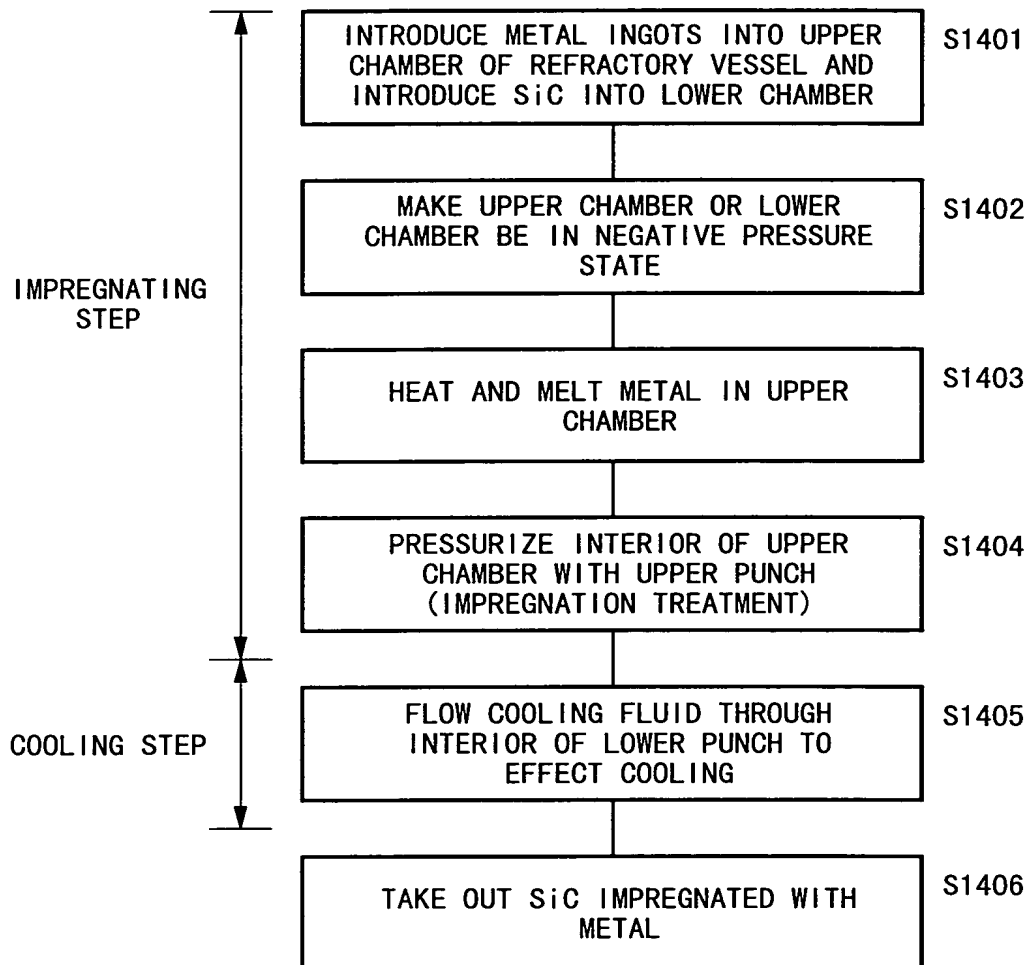 INTRODUCE METAL INGOTS INTO UPPER
CHAMBER OF REFRACTORY VESSEL AND
INTRODUCE SiC INTO LOWER CHAMBER
S1401
MAKE UPPER CHAMBER OR LOWER
CHAMBER BE IN NEGATIVE PRESSURE
STATE
S1402
IMPREGNATING
STEP
HEAT AND MELT METAL IN UPPER
CHAMBER
S1403
PRESSURIZE INTERIOR OF UPPER
CHAMBER WITH UPPER PUNCH
(IMPREGNATION TREATMENT)
S1404
COOLING STEP
FLOW COOLING FLUID THROUGH
INTERIOR OF LOWER PUNCH TO
EFFECT COOLING
S1405
TAKE OUT SiC IMPREGNATED WITH
METAL
S1406